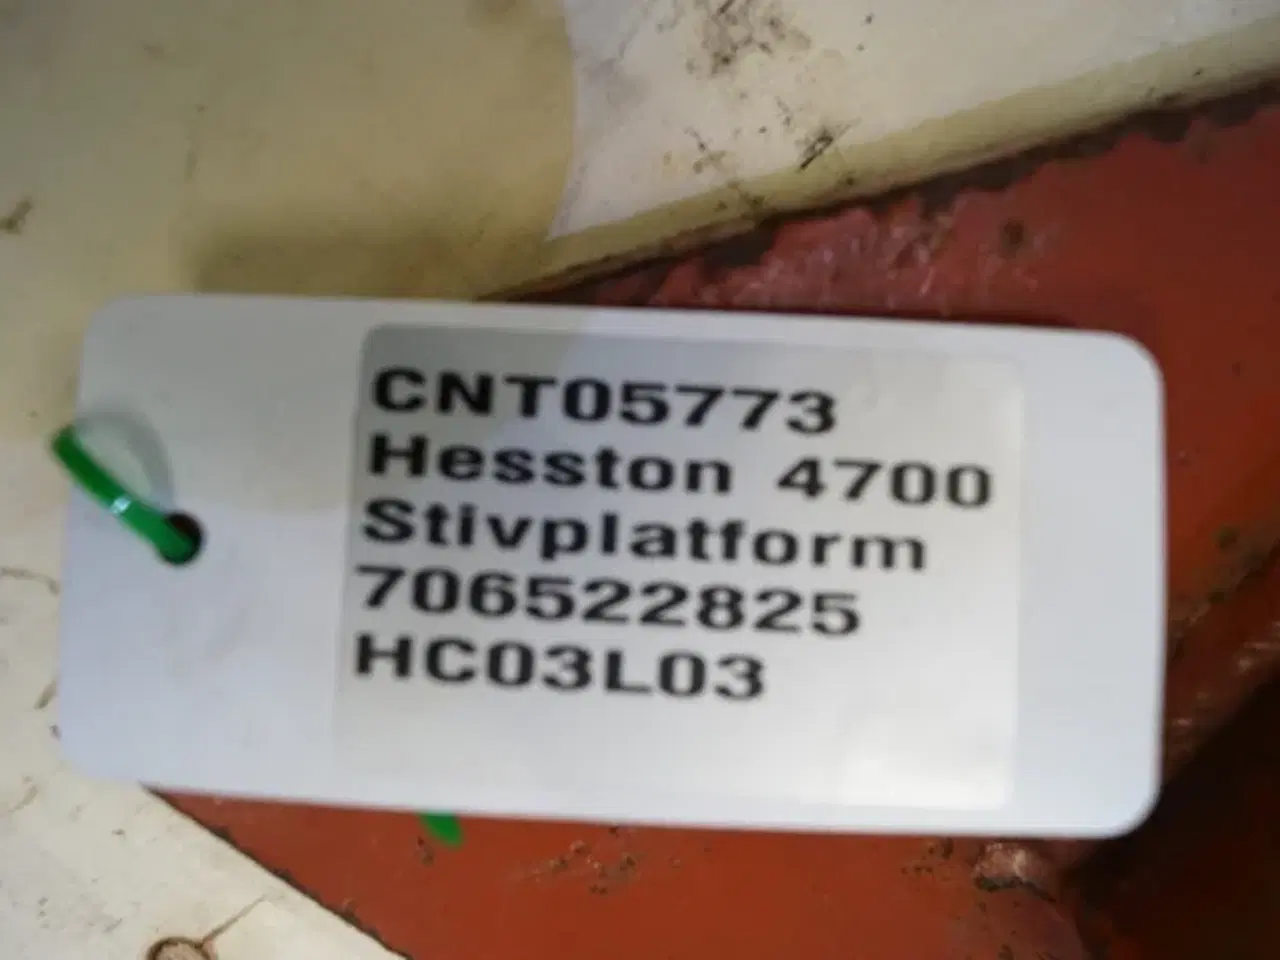 CNT05773
Hesston 4700
Stivplatform
706522825
HC03L03